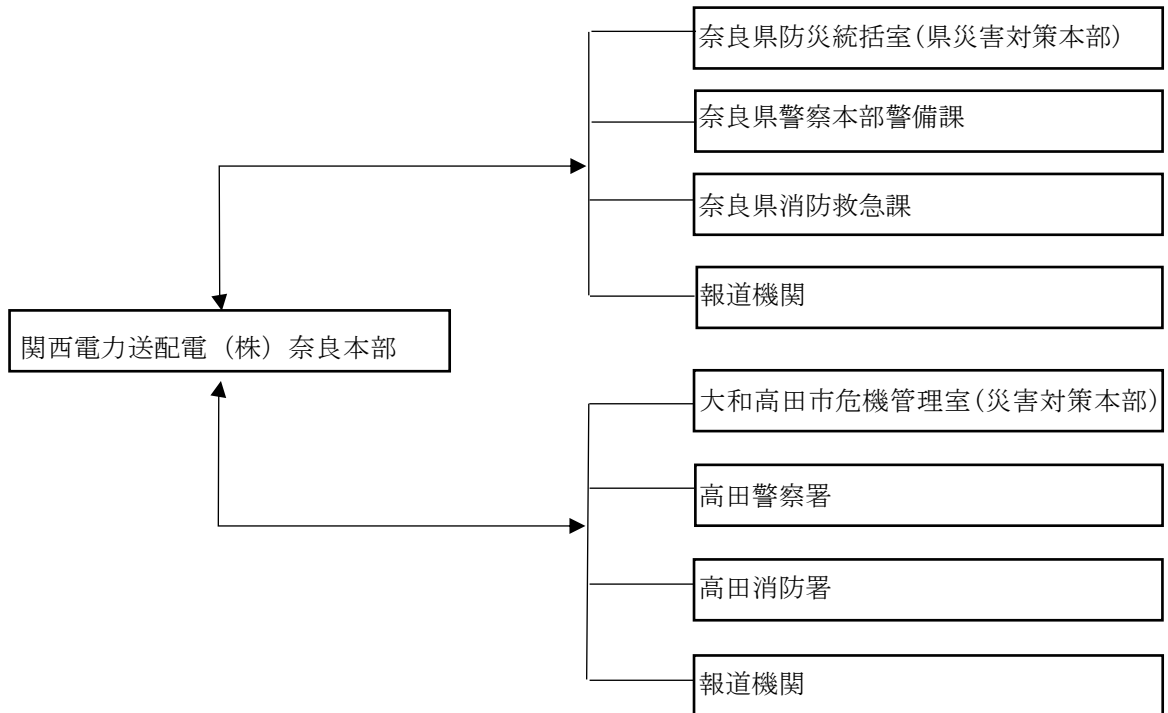 奈良県防災統括室(県災害対策本部)
奈良県警察本部警備課
奈良県消防救急課
報道機関
関西電力送配電（株）奈良本部
大和高田市危機管理室(災害対策本部)
高田警察署
高田消防署
報道機関